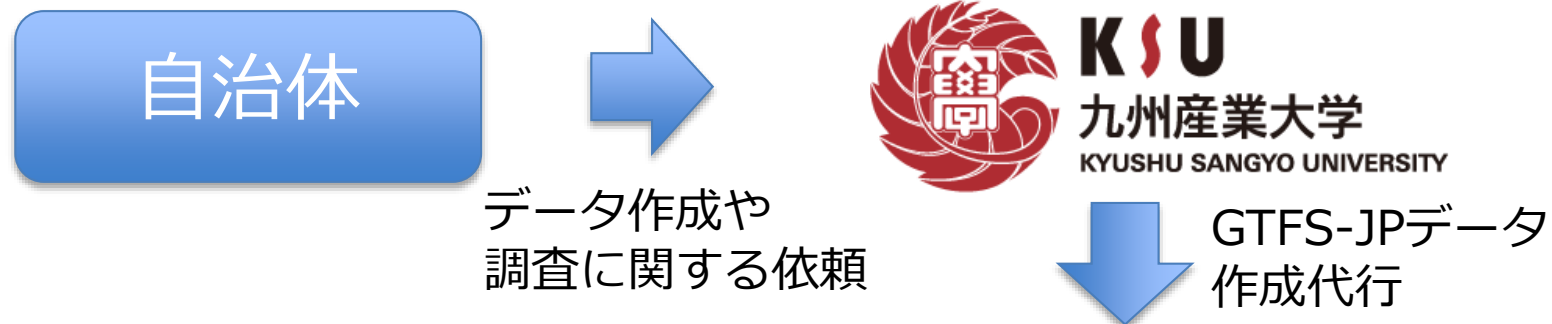 自治体
KSU
九州産業大学
KYUSHU SANGYO UNIVERSITY
データ作成や
調査に関する依頼
GTFS-JPデータ
作成代行